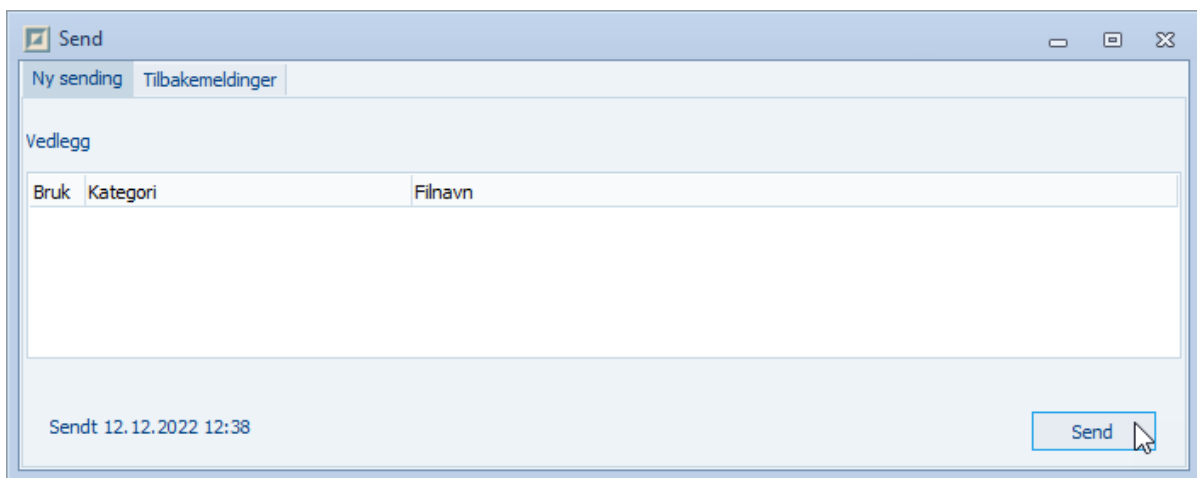 Send
Ny sending Tilbakemeldinger
Vedlegg
Bruk Kategori Filnavn
Sendt 12.12.2022 12:38
Send